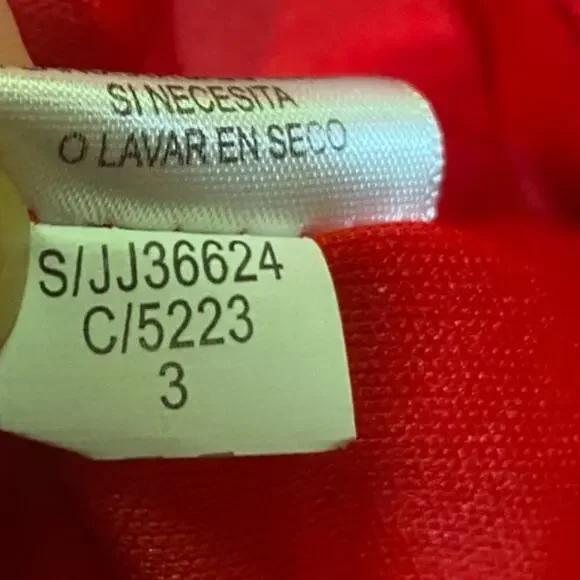 SI NECESITA
O LAVAR EN SECO
S/JJ36624
C/5223
3